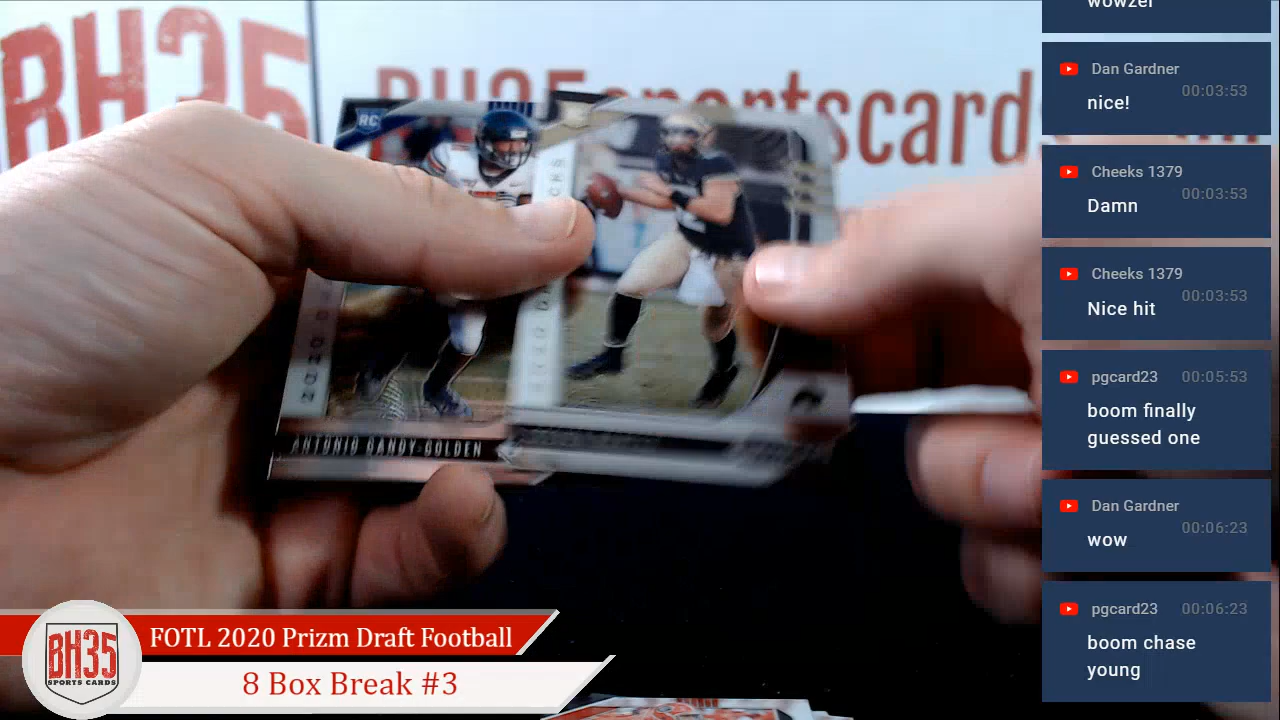 BH35
BH35sportscards
wowzer
Dan Gardner
00:03:53
nice!
Cheeks 1379
00:03:53
Damn
Cheeks 1379
00:03:53
Nice hit
pgcard23 00:05:53
boom finally
guessed one
Dan Gardner
00:06:23
wow
pgcard23 00:06:23
boom chase
young
RC
2020 D
ANTONIO GANDY-GOLDEN
BH35
SPORTS CARDS
FOTL 2020 Prizm Draft Football
8 Box Break #3